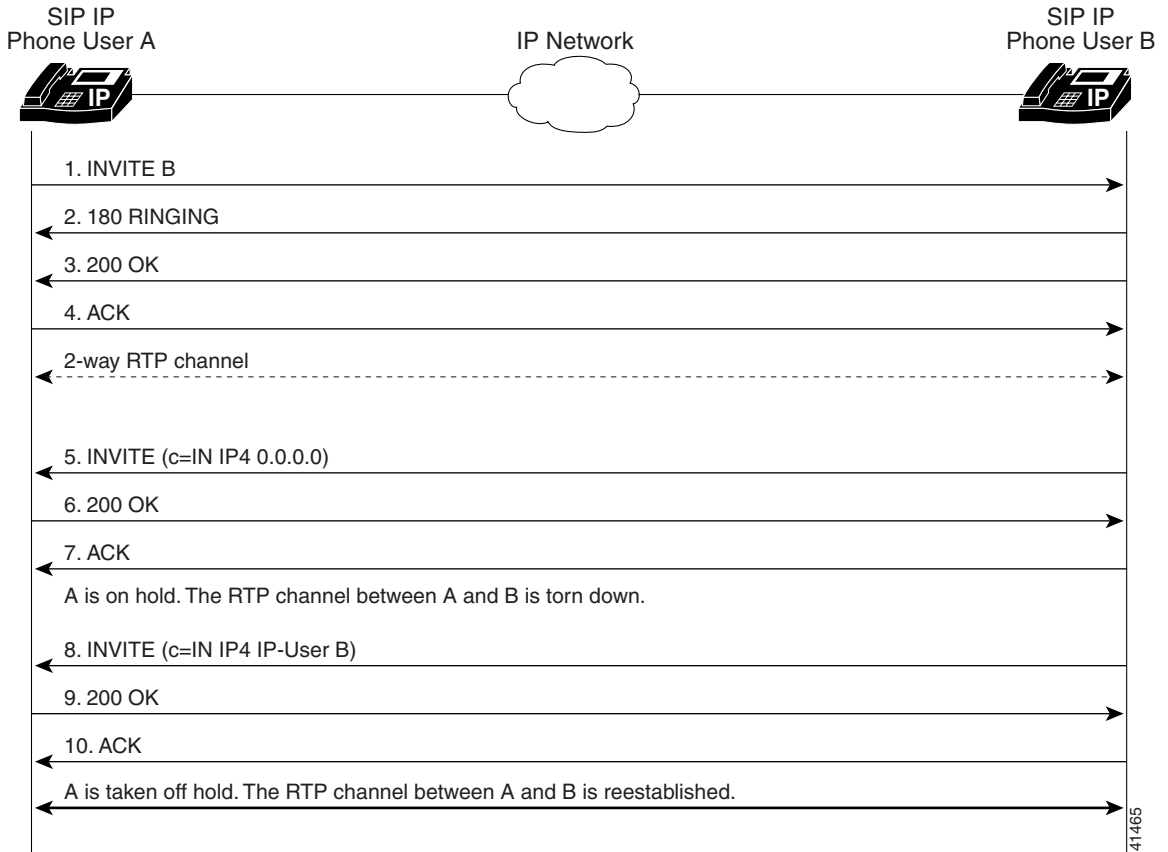 SIP IP
Phone User A
IP Network
SIP IP
Phone User B
IP
IP
1. INVITE B
2. 180 RINGING
3. 200 OK
4. ACK
2-way RTP channel
5. INVITE (c=IN IP4 0.0.0.0)
6. 200 OK
7. ACK
A is on hold. The RTP channel between A and B is torn down.
8. INVITE (c=IN IP4 IP-User B)
9. 200 OK
10. ACK
A is taken off hold. The RTP channel between A and B is reestablished.
41465